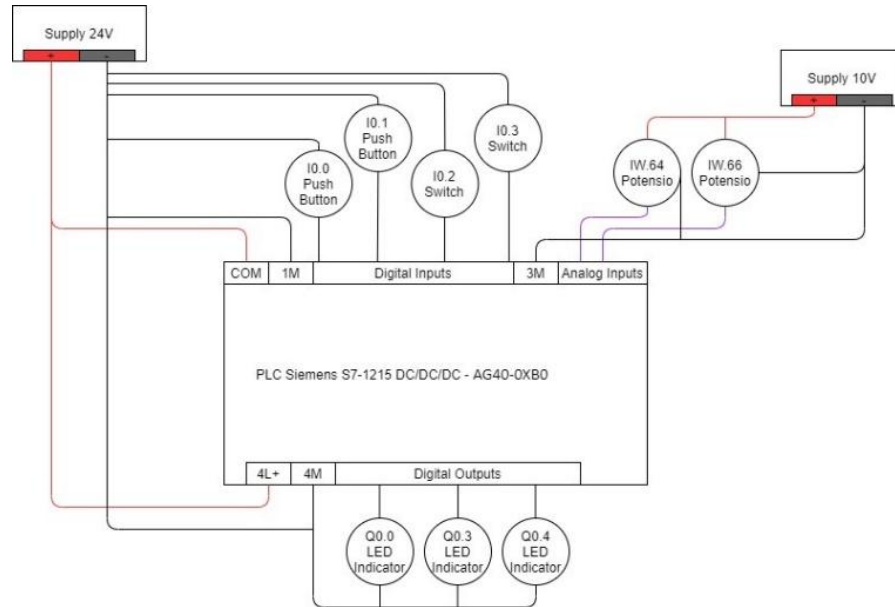 Supply 24V
+ -
Supply 10V
+ -
I0.0
Push
Button
I0.1
Push
Button
I0.2
Switch
I0.3
Switch
IW.64
Potensio
IW.66
Potensio
COM
1M
Digital Inputs
3M
Analog Inputs
PLC Siemens S7-1215 DC/DC/DC - AG40-0XB0
4L+
4M
Digital Outputs
Q0.0
LED
Indicator
Q0.3
LED
Indicator
Q0.4
LED
Indicator